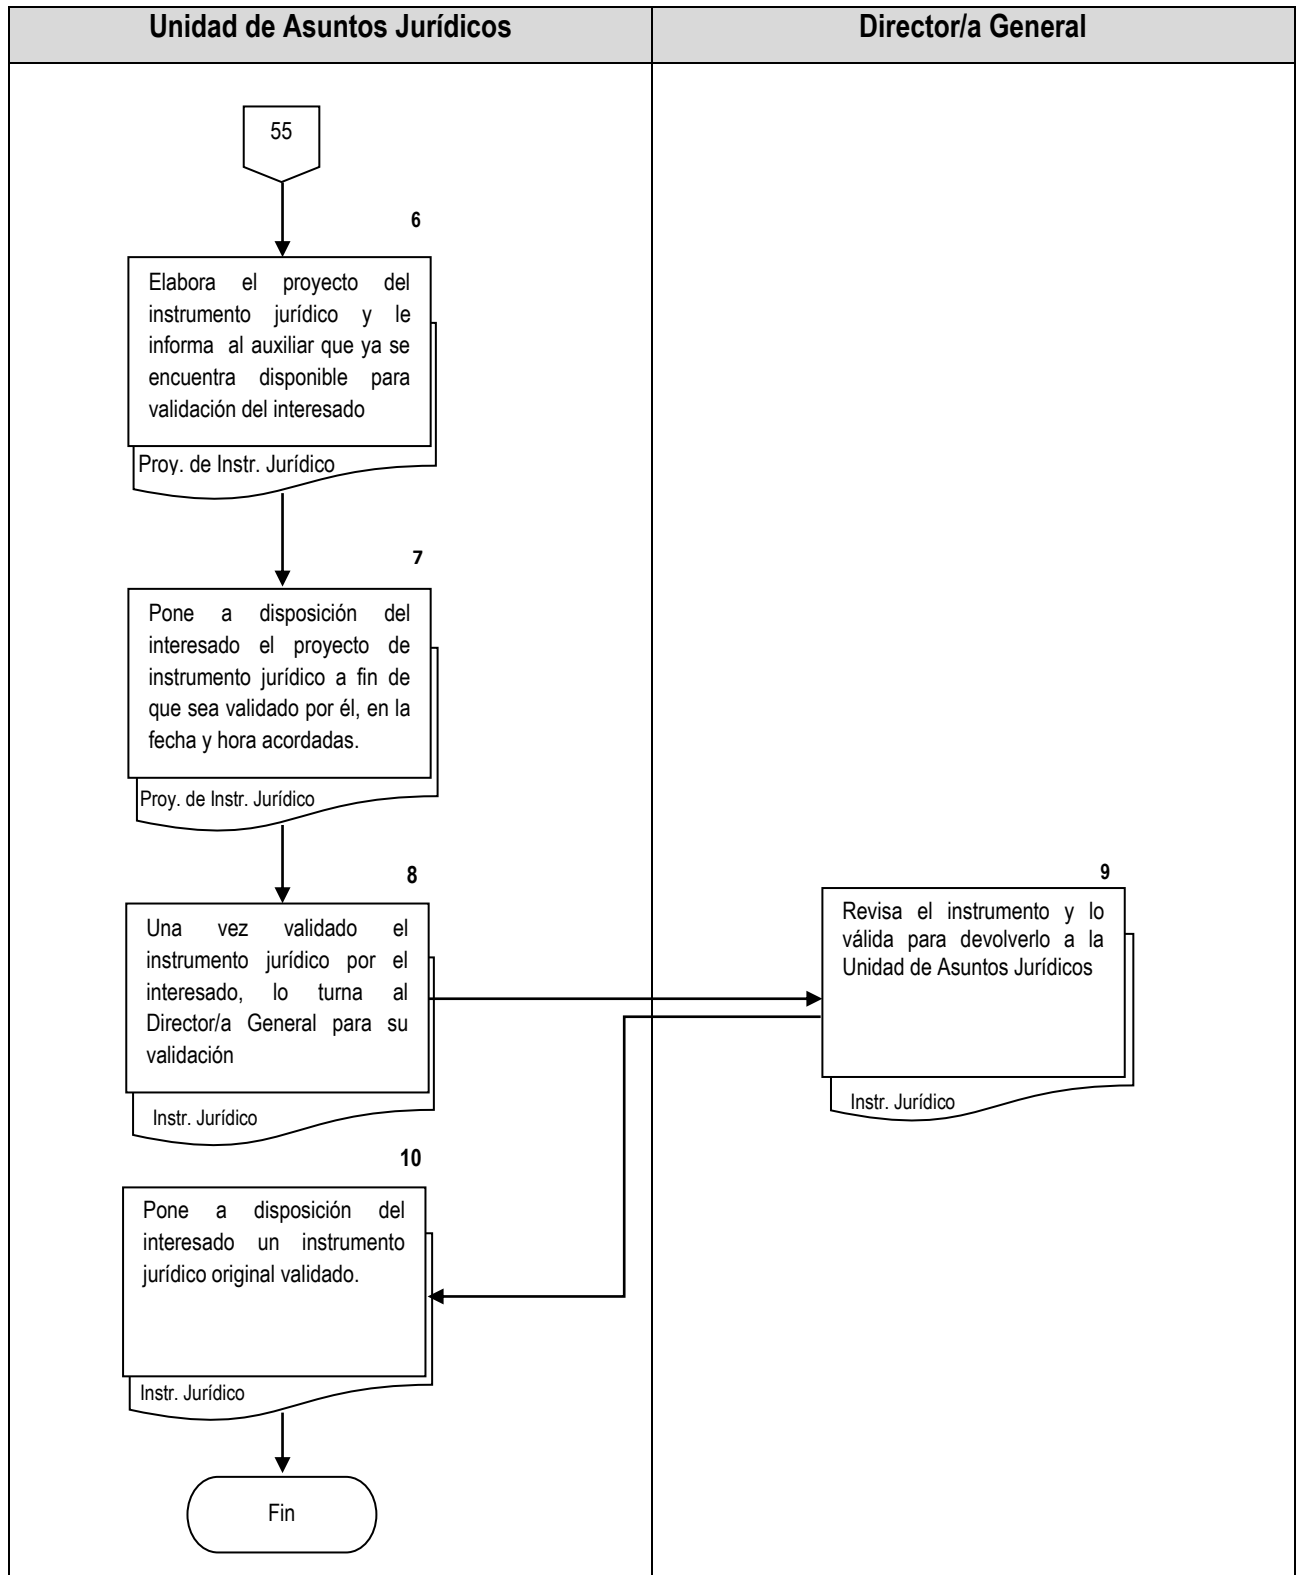 Unidad de Asuntos Jurídicos
Director/a General
55
6
Elabora el proyecto del
instrumento jurídico y le
informa al auxiliar que ya se
encuentra disponible para
validación del interesado
Proy. de Instr. Jurídico
7
Pone a disposición del
interesado el proyecto de
instrumento jurídico a fin de
que sea validado por él, en la
fecha y hora acordadas.
Proy. de Instr. Jurídico
8
Una vez validado el
instrumento jurídico por el
interesado, lo turna al
Director/a General para su
validación
Instr. Jurídico
9
Revisa el instrumento y lo
válida para devolverlo a la
Unidad de Asuntos Jurídicos
Instr. Jurídico
10
Pone a disposición del
interesado un instrumento
jurídico original validado.
Instr. Jurídico
Fin